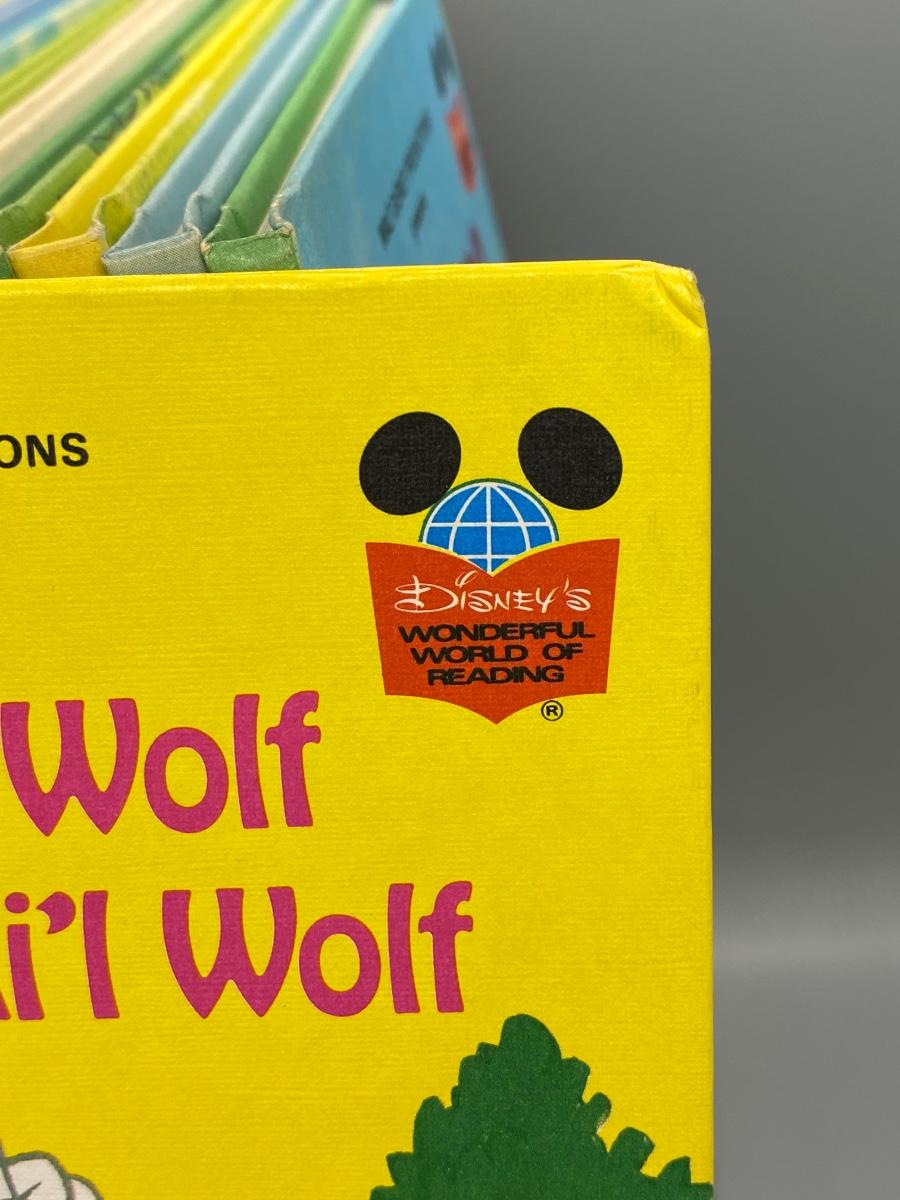 ONS
DISNEY'S
WONDERFUL
WORLD OF
READING
®
Wolf
i'l Wolf